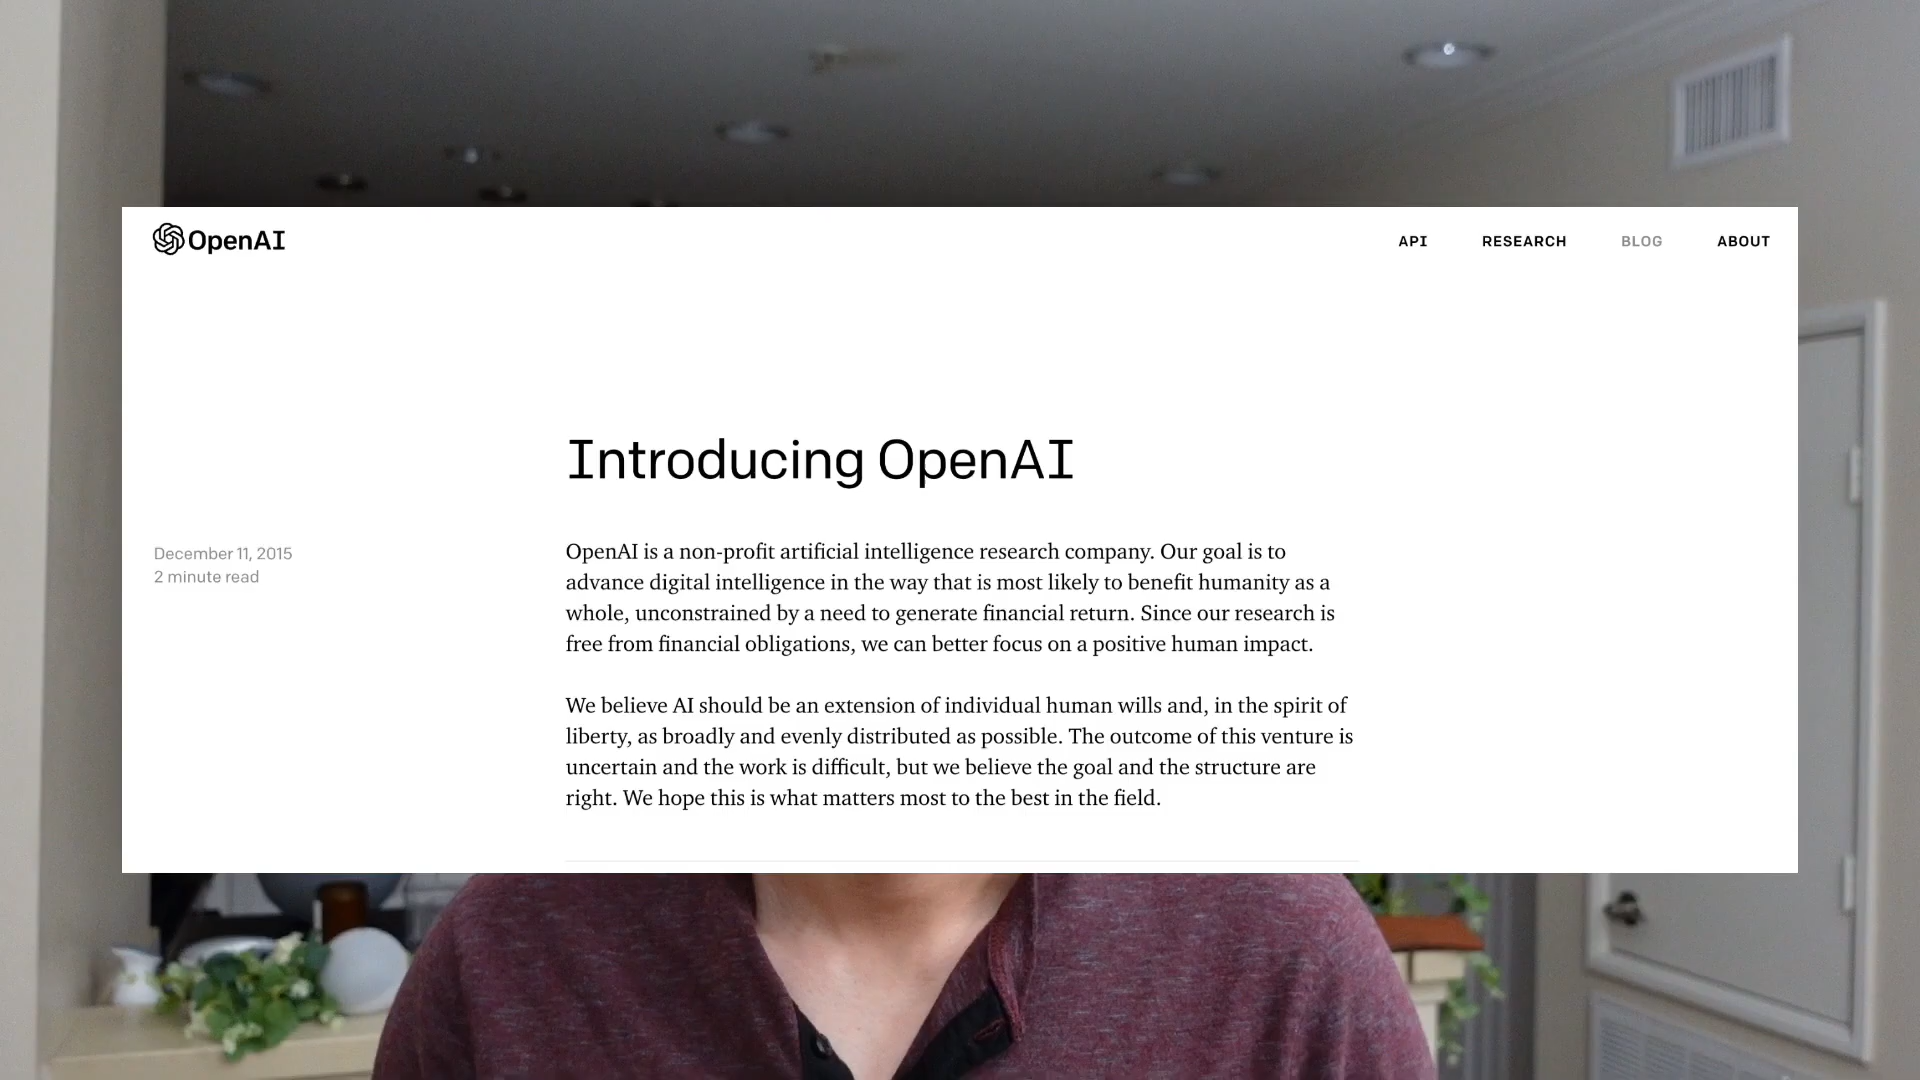 OpenAI
API RESEARCH BLOG ABOUT
Introducing OpenAI
December 11, 2015
2 minute read
OpenAI is a non-profit artificial intelligence research company. Our goal is to
advance digital intelligence in the way that is most likely to benefit humanity as a
whole, unconstrained by a need to generate financial return. Since our research is
free from financial obligations, we can better focus on a positive human impact.
We believe AI should be an extension of individual human wills and, in the spirit of
liberty, as broadly and evenly distributed as possible. The outcome of this venture is
uncertain and the work is difficult, but we believe the goal and the structure are
right. We hope this is what matters most to the best in the field.